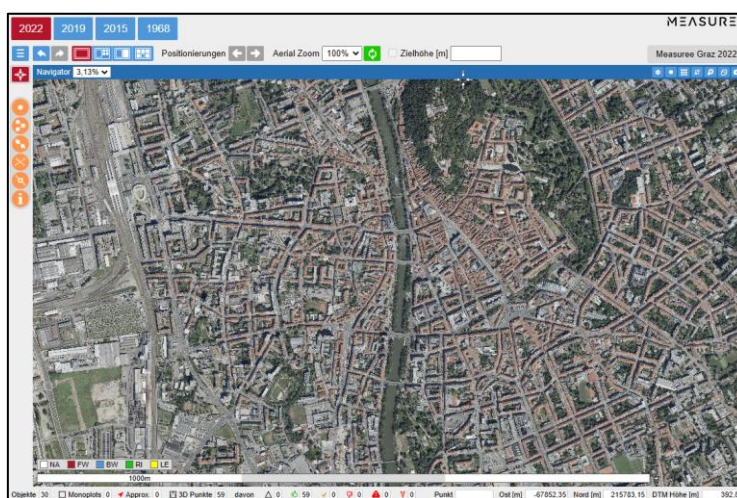 2022 2019 2015 1968
MEASURE
Positionierungen Aerial Zoom 100% Zielhöhe [m]
Measuree Graz 2022
Navigator 3,13%
NA FW BW RI LE
1000m
Objekte 30 Monoplots 0 Approx. 0 3D Punkte 59 davon 0 59 0 0 0 0 Punkt Ost [m] -67852,35 Nord [m] 215783,15 DTM Höhe [m]